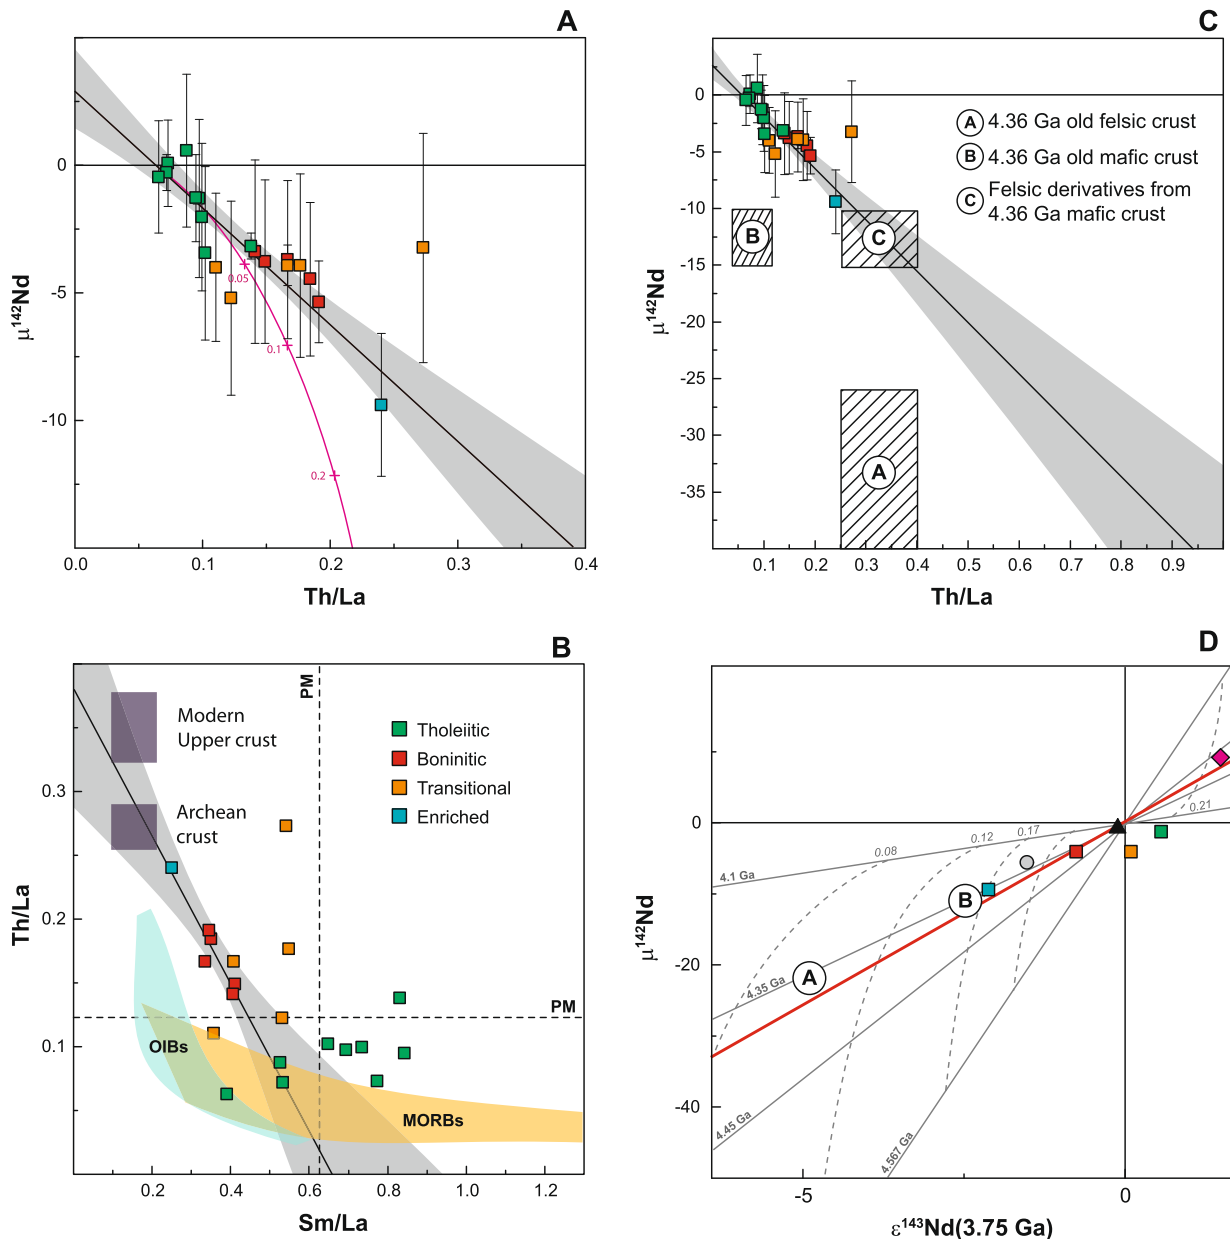 A
0
-5
-10
μ¹⁴²Nd
0.05
0.1
0.2
0.0
0.1
0.2
0.3
0.4
Th/La
C
0
-5
-10
-15
-20
-25
-30
-35
μ¹⁴²Nd
A 4.36 Ga old felsic crust
B 4.36 Ga old mafic crust
C Felsic derivatives from
4.36 Ga mafic crust
B
C
A
0.1
0.2
0.3
0.4
0.5
0.6
0.7
0.8
0.9
Th/La
B
PM
Modern
Upper crust
Archean
crust
Tholeiitic
Boninitic
Transitional
Enriched
0.3
0.2
0.1
Th/La
PM
OIBs
MORBs
0.2
0.4
0.6
0.8
1.0
1.2
Sm/La
D
0
-20
-40
μ¹⁴²Nd
0.08
0.12
0.17
0.21
4.1 Ga
4.35 Ga
4.45 Ga
4.567 Ga
A
B
-5
0
ε¹⁴³Nd(3.75 Ga)